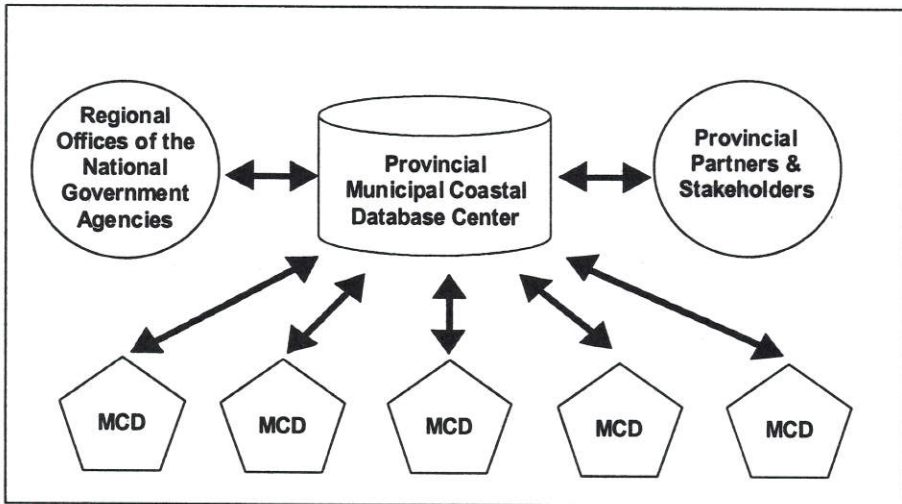 Regional
Offices of the
National
Government
Agencies
Provincial
Municipal Coastal
Database Center
Provincial
Partners &
Stakeholders
MCD
MCD
MCD
MCD
MCD